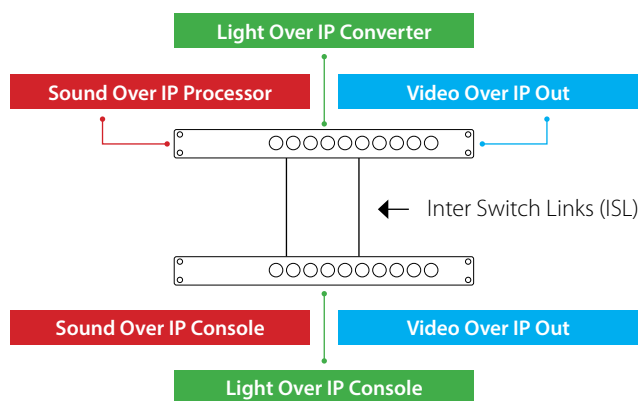 Light Over IP Converter
Sound Over IP Processor
Video Over IP Out
Inter Switch Links (ISL)
Sound Over IP Console
Video Over IP Out
Light Over IP Console